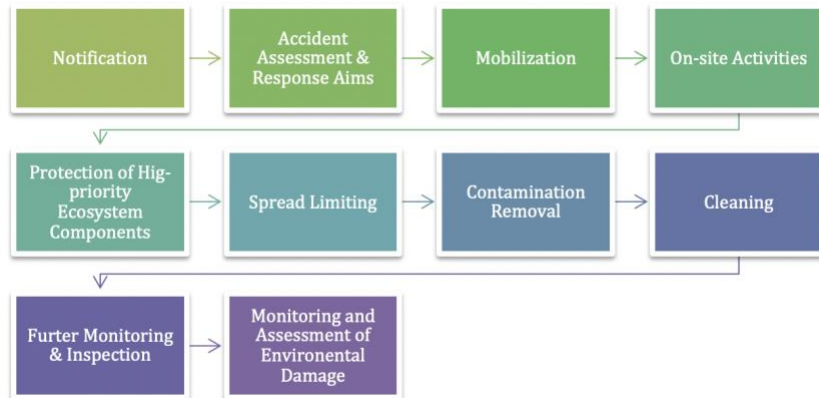 Notification
Accident
Assessment &
Response Aims
Mobilization
On-site Activities
Protection of Hig-
priority
Ecosystem
Components
Spread Limiting
Contamination
Removal
Cleaning
Furter Monitoring
& Inspection
Monitoring and
Assessment of
Environental
Damage